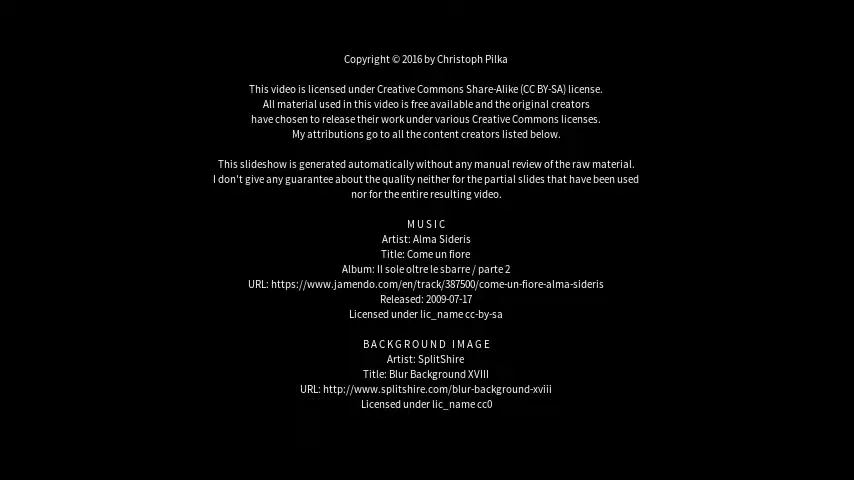 Copyright © 2016 by Christoph Pilka
This video is licensed under Creative Commons Share-Alike (CC BY-SA) license.
All material used in this video is free available and the original creators
have chosen to release their work under various Creative Commons licenses.
My attributions go to all the content creators listed below.
This slideshow is generated automatically without any manual review of the raw material.
I don't give any guarantee about the quality neither for the partial slides that have been used
nor for the entire resulting video.
MUSIC
Artist: Alma Sideris
Title: Come un fiore
Album: Il sole oltre le sbarre / parte 2
URL: https://www.jamendo.com/en/track/387500/come-un-fiore-alma-sideris
Released: 2009-07-17
Licensed under lic_name cc-by-sa
BACKGROUND IMAGE
Artist: SplitShire
Title: Blur Background XVIII
URL: http://www.splitshire.com/blur-background-xviii
Licensed under lic_name cc0